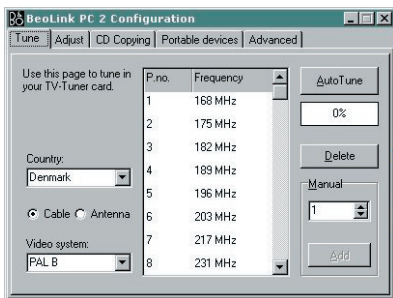 BeoLink PC 2 Configuration
Tune Adjust CD Copying Portable devices Advanced
Use this page to tune in
your TV-Tuner card.
Country:
Denmark
Cable Antenna
Video system:
PAL B
P.no. Frequency
1 168 MHz
2 175 MHz
3 182 MHz
4 189 MHz
5 196 MHz
6 203 MHz
7 217 MHz
8 231 MHz
AutoTune
0%
Delete
Manual
1
Add